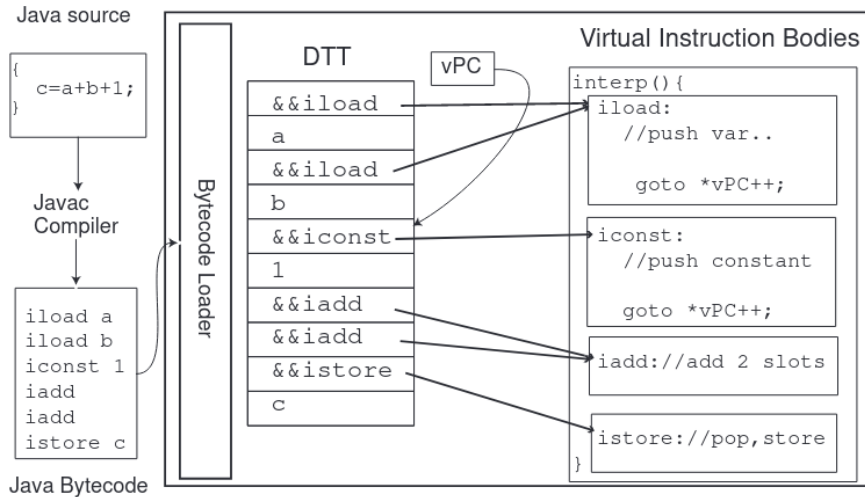 Java source
{
c=a+b+1;
}
Javac
Compiler
iload a
iload b
iconst 1
iadd
iadd
istore c
Java Bytecode
Bytecode Loader
DTT
&&iload
a
&&iload
b
&&iconst
1
&&iadd
&&iadd
&&istore
c
vPC
Virtual Instruction Bodies
interp(){
iload:
//push var..
goto *vPC++;
iconst:
//push constant
goto *vPC++;
iadd://add 2 slots
istore://pop,store
}